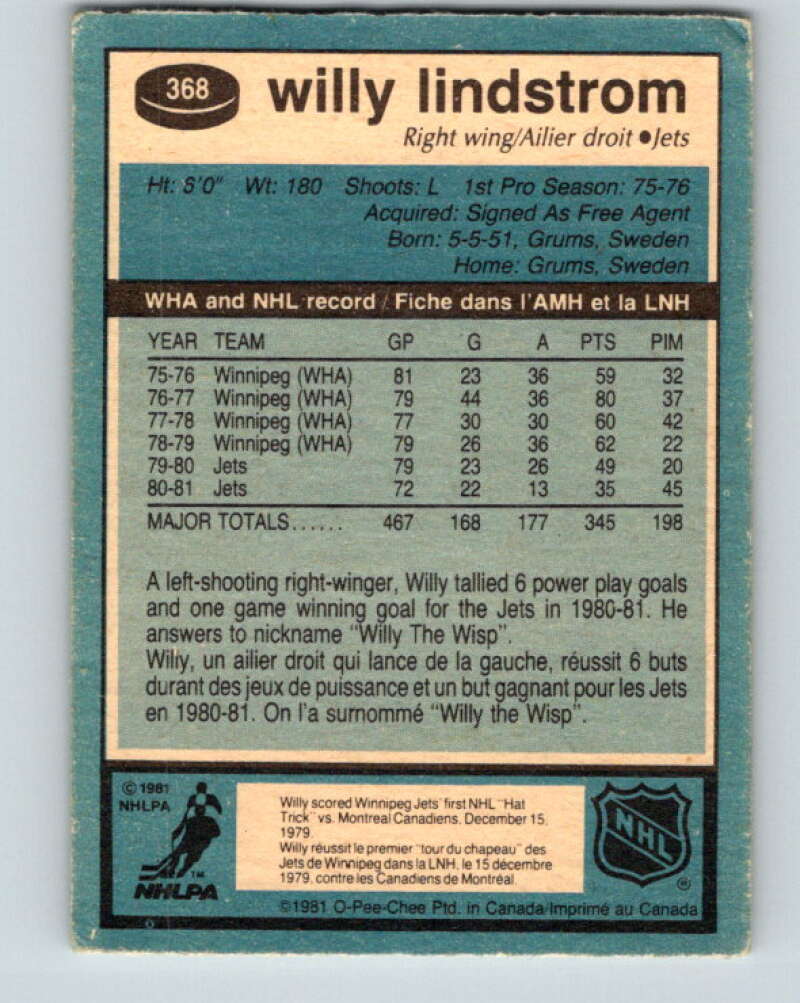 368
willy lindstrom
Right wing/Ailier droit ●Jets
Ht: 6'0" Wt: 180 Shoots: L 1st Pro Season: 75-76
Acquired: Signed As Free Agent
Born: 5-5-51, Grums, Sweden
Home: Grums, Sweden
WHA and NHL record / Fiche dans l'AMH et la LNH
YEAR TEAM GP G A PTS PIM
75-76 Winnipeg (WHA) 81 23 36 59 32
76-77 Winnipeg (WHA) 79 44 36 80 37
77-78 Winnipeg (WHA) 77 30 30 60 42
78-79 Winnipeg (WHA) 79 26 36 62 22
79-80 Jets 79 23 26 49 20
80-81 Jets 72 22 13 35 45
MAJOR TOTALS...... 467 168 177 345 198
A left-shooting right-winger, Willy tallied 6 power play goals
and one game winning goal for the Jets in 1980-81. He
answers to nickname "Willy The Wisp".
Willy, un ailier droit qui lance de la gauche, réussit 6 buts
durant des jeux de puissance et un but gagnant pour les Jets
en 1980-81. On l'a surnommé "Willy the Wisp".
© 1981
NHLPA
TM
NHLPA
Willy scored Winnipeg Jets' first NHL "Hat
Trick" vs. Montreal Canadiens, December 15,
1979.
Willy réussit le premier "tour du chapeau" des
Jets de Winnipeg dans la LNH, le 15 décembre
1979, contre les Canadiens de Montréal.
NHL
®
©1981 O-Pee-Chee Ptd. in Canada/Imprimé au Canada